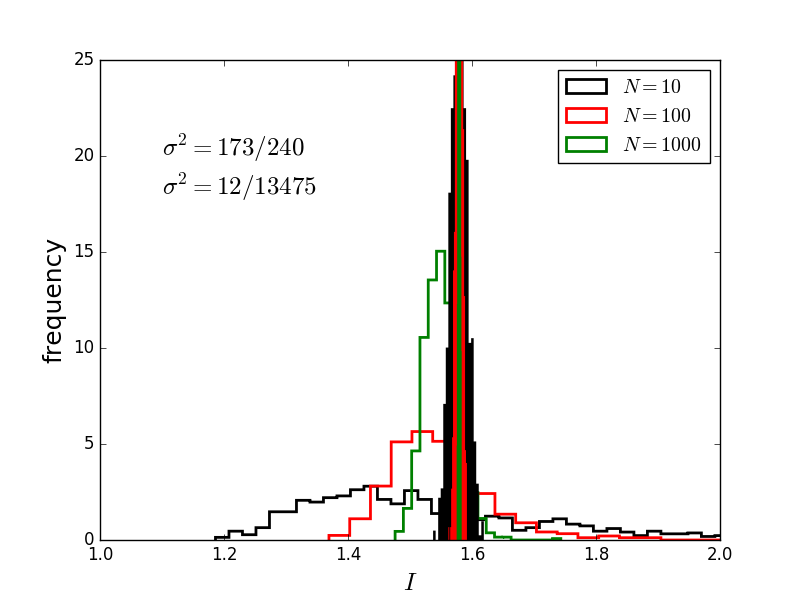 25
20
15
10
5
0
frequency
σ² = 173/240
σ² = 12/13475
N = 10
N = 100
N = 1000
1.0 1.2 1.4 1.6 1.8 2.0
I